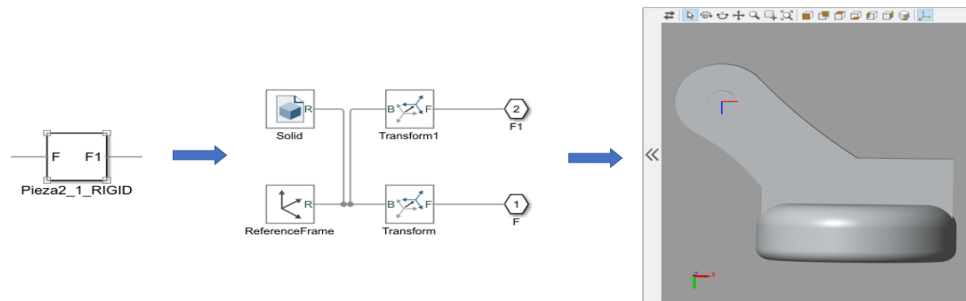 F F1
Pieza2_1_RIGID
R
Solid
B F
Transform1
2
F1
R
ReferenceFrame
B F
Transform
1
F